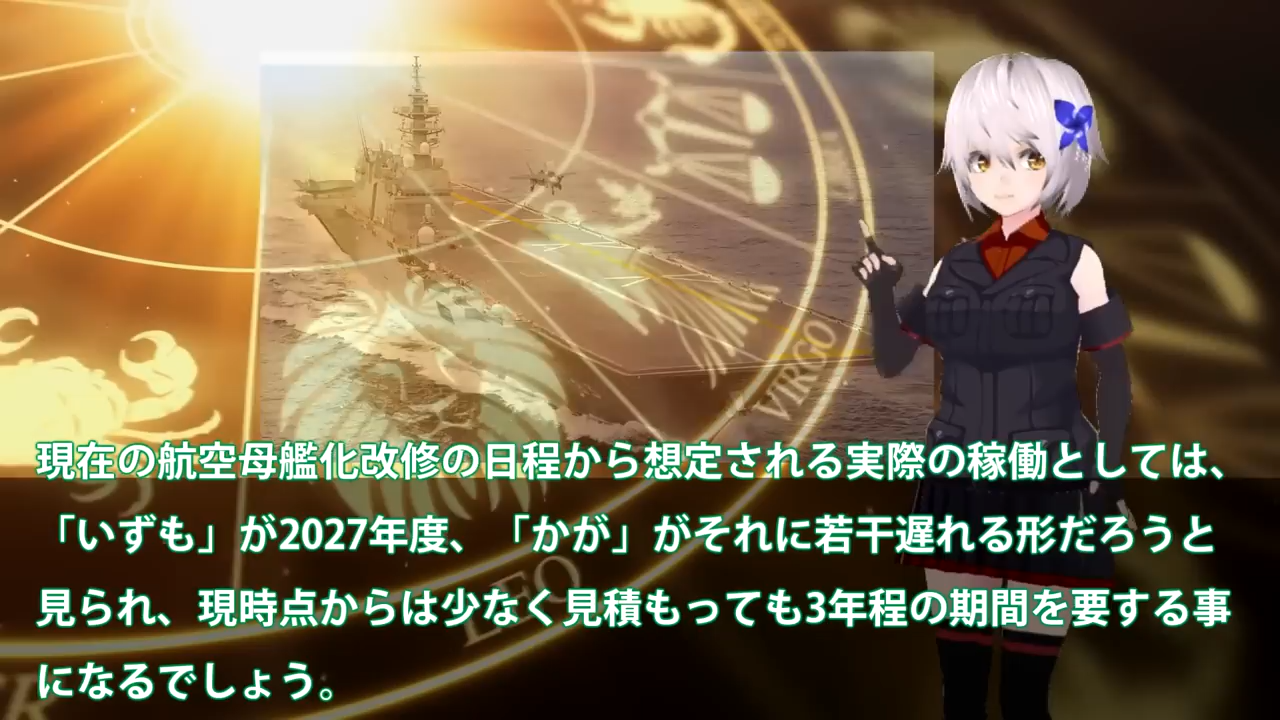 VIRGO
現在の航空母艦化改修の日程から想定される実際の稼働としては、
「いずも」が2027年度、「かが」がそれに若干遅れる形だろうと
LEO
見られ、現時点からは少なく見積もっても3年程の期間を要する事
になるでしょう。